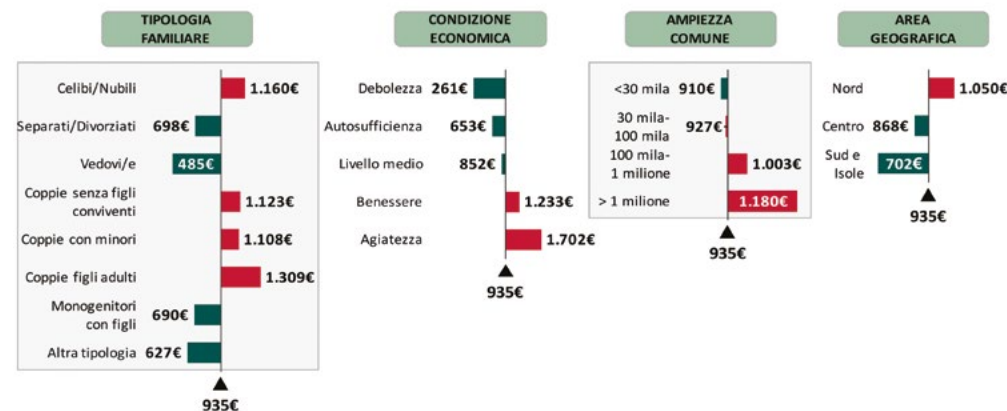 TIPOLOGIA
FAMILIARE
Celibi/Nubili 1.160€
Separati/Divorziati 698€
Vedovi/e 485€
Coppie senza figli
conviventi 1.123€
Coppie con minori 1.108€
Coppie figli adulti 1.309€
Monogenitori
con figli 690€
Altra tipologia 627€
935€
CONDIZIONE
ECONOMICA
Debolezza 261€
Autosufficienza 653€
Livello medio 852€
Benessere 1.233€
Agiatezza 1.702€
935€
AMPIEZZA
COMUNE
<30 mila 910€
30 mila-
100 mila 927€
100 mila-
1 milione 1.003€
> 1 milione 1.180€
935€
AREA
GEOGRAFICA
Nord 1.050€
Centro 868€
Sud e
Isole 702€
935€